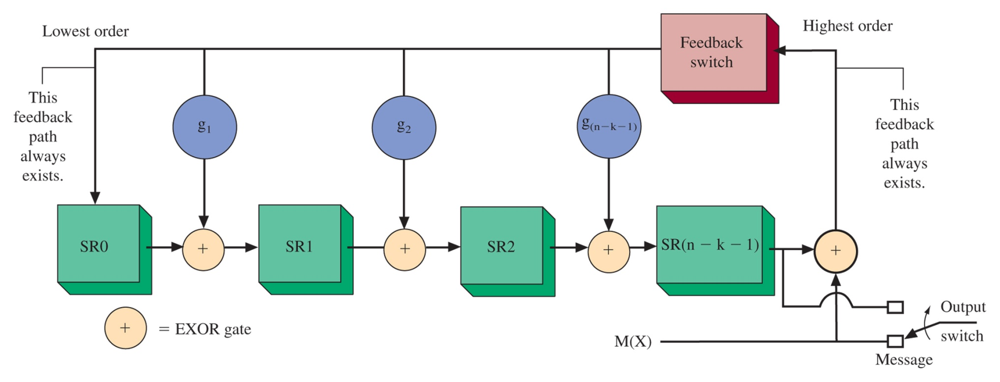 Lowest order
Feedback
switch
Highest order
This
feedback
path
always
exists.
g1
g2
g(n−k−1)
This
feedback
path
always
exists.
SR0
+
SR1
+
SR2
+
SR(n − k − 1)
+
+
= EXOR gate
Output
switch
M(X)
Message